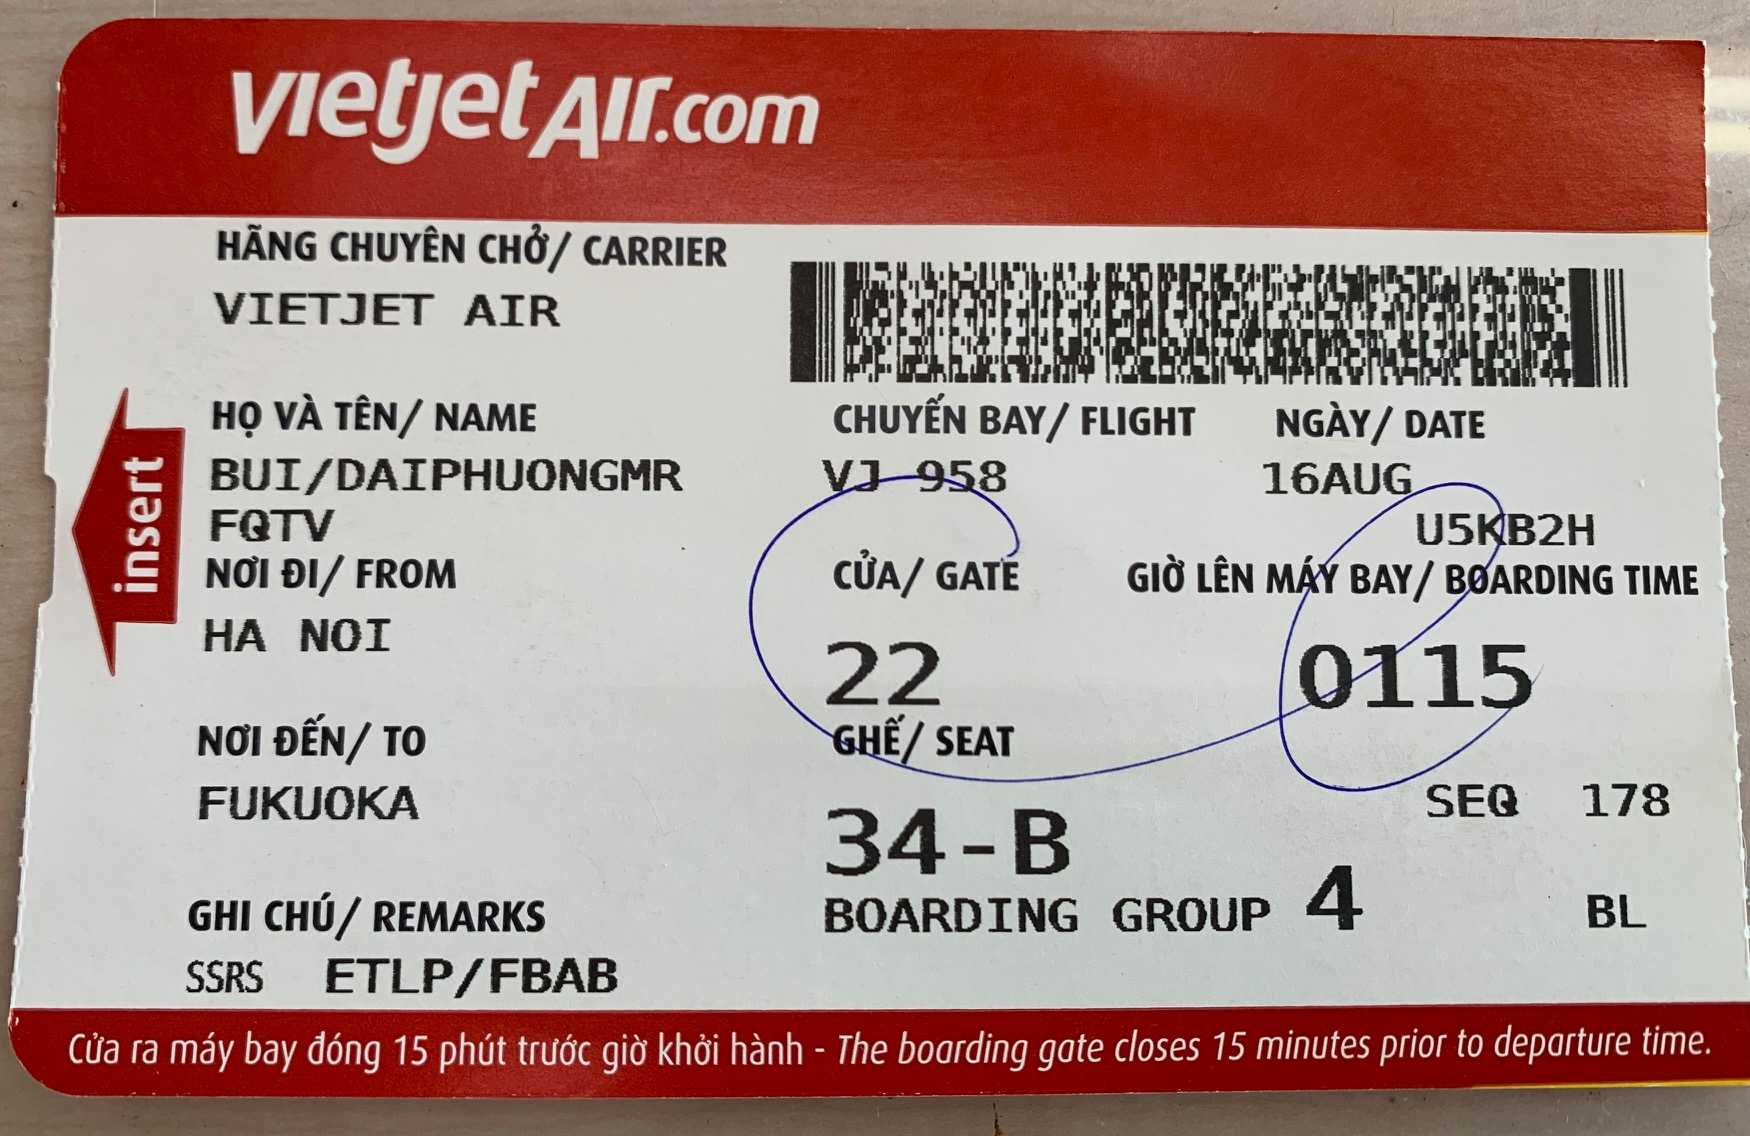 vietjetAir.com
HÃNG CHUYÊN CHỞ/ CARRIER
VIETJET AIR
HỌ VÀ TÊN/ NAME
CHUYẾN BAY/ FLIGHT
NGÀY/ DATE
BUI/DAIPHUONGMR
VJ 958
16AUG
FQTV
U5KB2H
insert
NƠI ĐI/ FROM
CỬA/ GATE
GIỜ LÊN MÁY BAY/ BOARDING TIME
HA NOI
22
0115
NƠI ĐẾN/ TO
GHẾ/ SEAT
FUKUOKA
SEQ 178
34-B
GHI CHÚ/ REMARKS
BOARDING GROUP 4
BL
SSRS ETLP/FBAB
Cửa ra máy bay đóng 15 phút trước giờ khởi hành - The boarding gate closes 15 minutes prior to departure time.